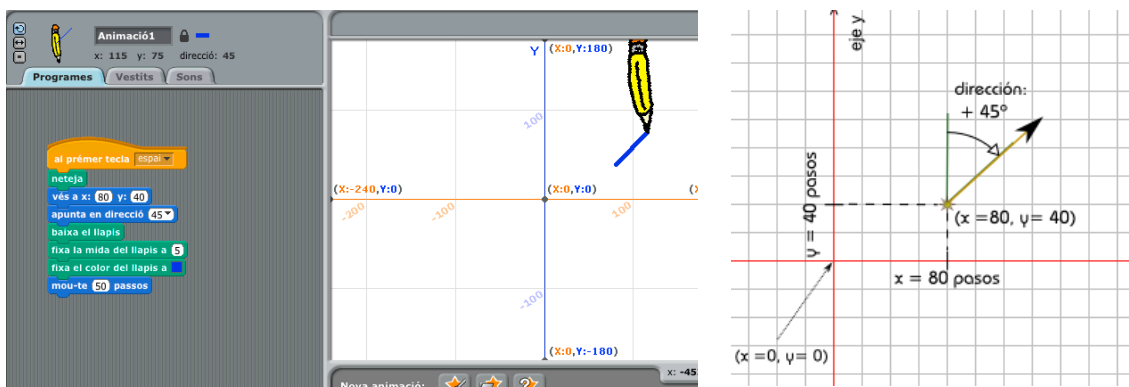 Animació1
x: 115 y: 75 direcció: 45
Programes Vestits Sons
al prémer tecla espai
neteja
vés a x: 80 y: 40
apunta en direcció 45
baixa el llapis
fixa la mida del llapis a 5
fixa el color del llapis a
mou-te 50 passos
Y (X:0,Y:180)
100
(X:-240,Y:0) (X:0,Y:0) (X
-200 -100 100
-100
(X:0,Y:-180)
x: -45
Nova animació:
eje y
dirección:
+ 45º
y = 40 pasos
(x =80, y= 40)
x = 80 pasos
(x =0, y= 0)